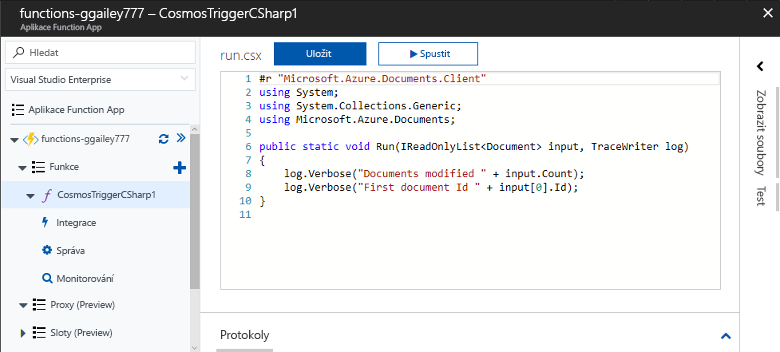 functions-ggailey777 – CosmosTriggerCSharp1
Aplikace Function App
Hledat
Visual Studio Enterprise
Aplikace Function App
functions-ggailey777
Funkce
CosmosTriggerCSharp1
Integrace
Správa
Monitorování
Proxy (Preview)
Sloty (Preview)
run.csx
Uložit
Spustit
1 #r "Microsoft.Azure.Documents.Client"
2 using System;
3 using System.Collections.Generic;
4 using Microsoft.Azure.Documents;
5
6 public static void Run(IReadOnlyList<Document> input, TraceWriter log)
7 {
8 log.Verbose("Documents modified " + input.Count);
9 log.Verbose("First document Id " + input[0].Id);
10 }
11
Protokoly
Zobrazit soubory
Test